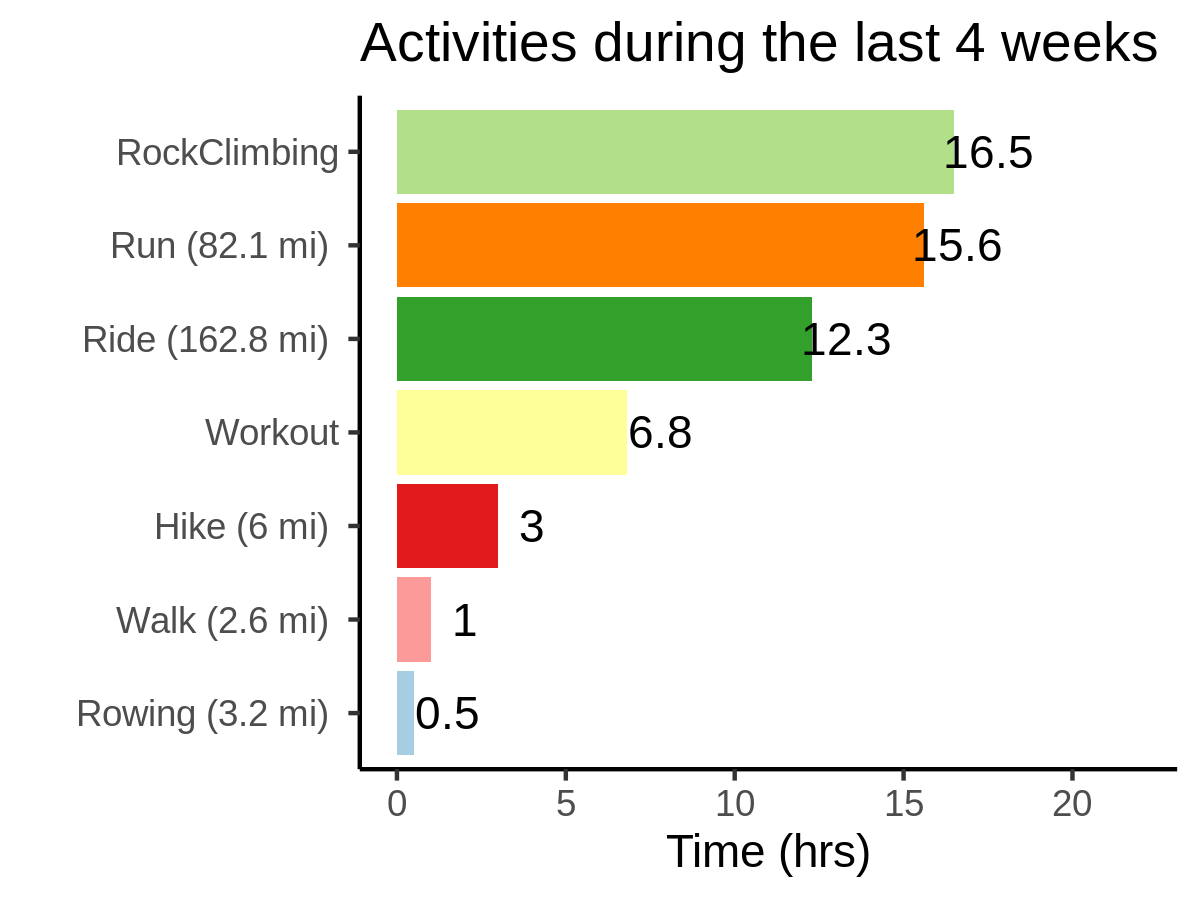 Activities during the last 4 weeks
RockClimbing 16.5
Run (82.1 mi) 15.6
Ride (162.8 mi) 12.3
Workout 6.8
Hike (6 mi) 3
Walk (2.6 mi) 1
Rowing (3.2 mi) 0.5
0 5 10 15 20
Time (hrs)